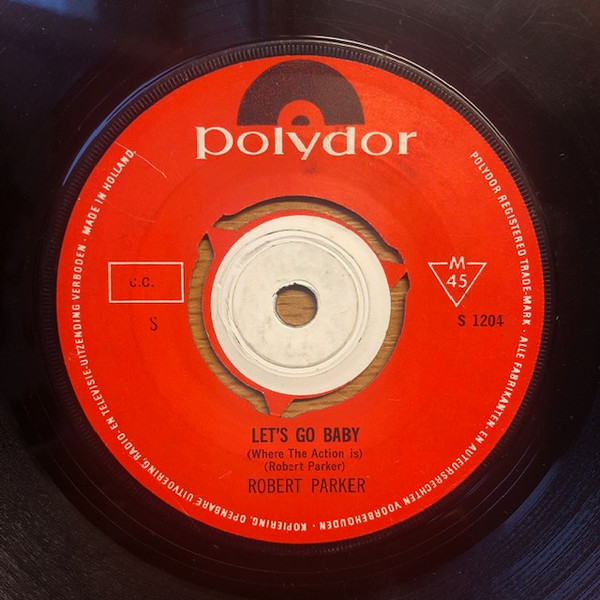 polydor
POLYDOR REGISTERED TRADE-MARK · ALLE FABRIKANTEN- EN AUTEURSRECHTEN VOORBEHOUDEN · KOPIERING, OPENBARE UITVOERING, RADIO- EN TELEVISIE-UITZENDING VERBODEN · MADE IN HOLLAND.
C.C.
S
M
45
S 1204
LET'S GO BABY
(Where The Action is)
(Robert Parker)
ROBERT PARKER